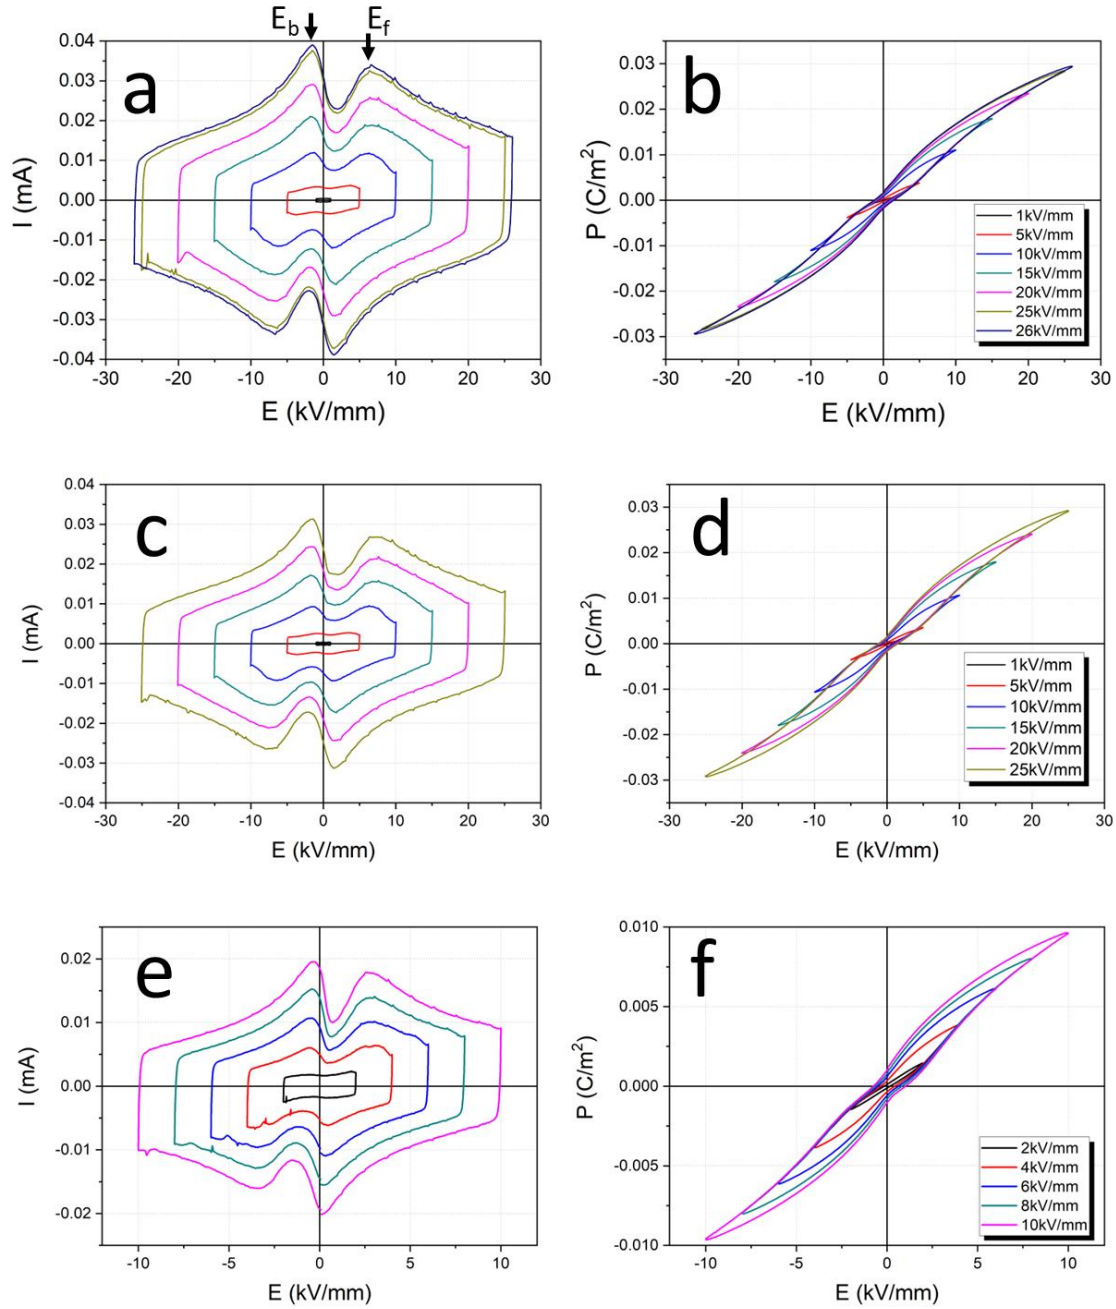 E_b E_f
a
0.04
0.03
0.02
0.01
0.00
-0.01
-0.02
-0.03
-0.04
I (mA)
-30 -20 -10 0 10 20 30
E (kV/mm)
b
0.03
0.02
0.01
0.00
-0.01
-0.02
-0.03
P (C/m²)
1kV/mm
5kV/mm
10kV/mm
15kV/mm
20kV/mm
25kV/mm
26kV/mm
-30 -20 -10 0 10 20 30
E (kV/mm)
c
0.04
0.03
0.02
0.01
0.00
-0.01
-0.02
-0.03
-0.04
I (mA)
-30 -20 -10 0 10 20 30
E (kV/mm)
d
0.03
0.02
0.01
0.00
-0.01
-0.02
-0.03
P (C/m²)
1kV/mm
5kV/mm
10kV/mm
15kV/mm
20kV/mm
25kV/mm
-30 -20 -10 0 10 20 30
E (kV/mm)
e
0.02
0.01
0.00
-0.01
-0.02
I (mA)
-10 -5 0 5 10
E (kV/mm)
f
0.010
0.005
0.000
-0.005
-0.010
P (C/m²)
2kV/mm
4kV/mm
6kV/mm
8kV/mm
10kV/mm
-10 -5 0 5 10
E (kV/mm)